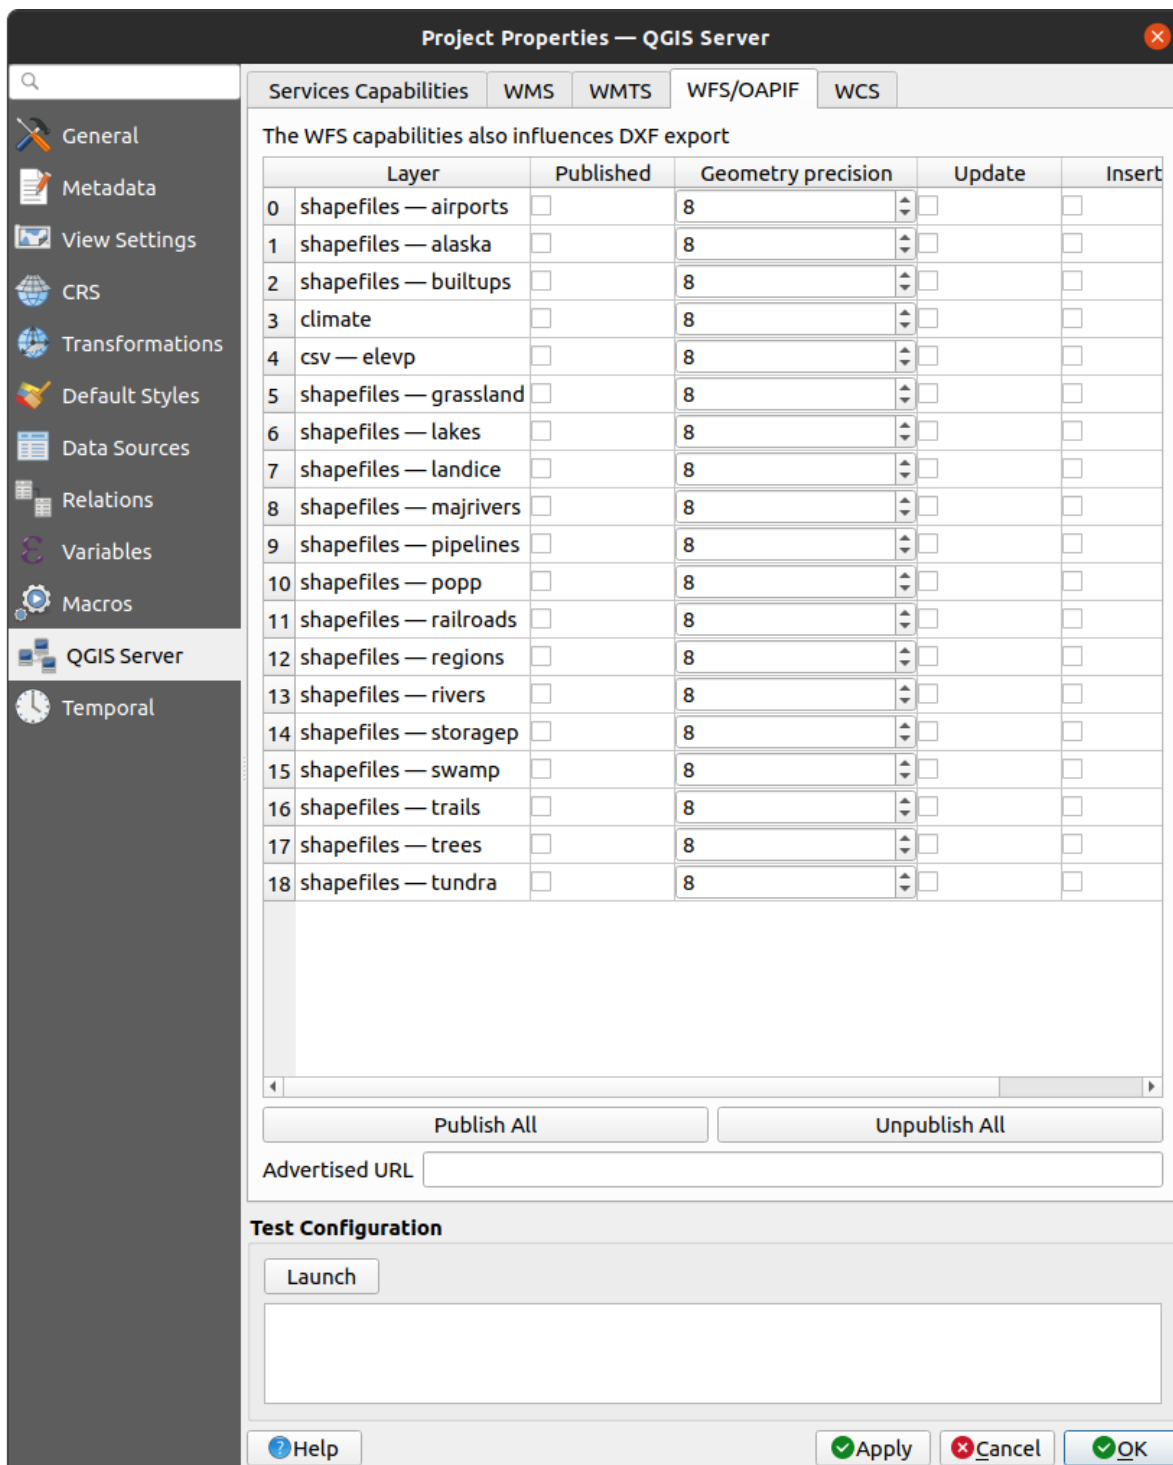 Project Properties — QGIS Server
General
Metadata
View Settings
CRS
Transformations
Default Styles
Data Sources
Relations
Variables
Macros
QGIS Server
Temporal
Services Capabilities WMS WMTS WFS/OAPIF WCS
The WFS capabilities also influences DXF export
Layer Published Geometry precision Update Insert
0 shapefiles — airports 8
1 shapefiles — alaska 8
2 shapefiles — builtups 8
3 climate 8
4 csv — elevp 8
5 shapefiles — grassland 8
6 shapefiles — lakes 8
7 shapefiles — landice 8
8 shapefiles — majrivers 8
9 shapefiles — pipelines 8
10 shapefiles — popp 8
11 shapefiles — railroads 8
12 shapefiles — regions 8
13 shapefiles — rivers 8
14 shapefiles — storagep 8
15 shapefiles — swamp 8
16 shapefiles — trails 8
17 shapefiles — trees 8
18 shapefiles — tundra 8
Publish All Unpublish All
Advertised URL
Test Configuration
Launch
Help Apply Cancel OK